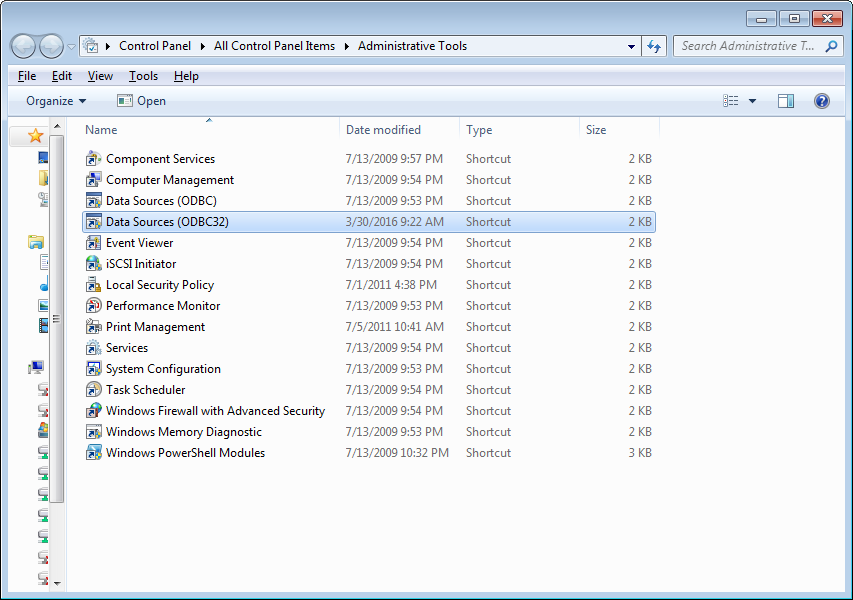 Control Panel All Control Panel Items Administrative Tools Search Administrative T...
File Edit View Tools Help
Organize Open
Name Date modified Type Size
Component Services 7/13/2009 9:57 PM Shortcut 2 KB
Computer Management 7/13/2009 9:54 PM Shortcut 2 KB
Data Sources (ODBC) 7/13/2009 9:53 PM Shortcut 2 KB
Data Sources (ODBC32) 3/30/2016 9:22 AM Shortcut 2 KB
Event Viewer 7/13/2009 9:54 PM Shortcut 2 KB
iSCSI Initiator 7/13/2009 9:54 PM Shortcut 2 KB
Local Security Policy 7/1/2011 4:38 PM Shortcut 2 KB
Performance Monitor 7/13/2009 9:53 PM Shortcut 2 KB
Print Management 7/5/2011 10:41 AM Shortcut 2 KB
Services 7/13/2009 9:54 PM Shortcut 2 KB
System Configuration 7/13/2009 9:53 PM Shortcut 2 KB
Task Scheduler 7/13/2009 9:54 PM Shortcut 2 KB
Windows Firewall with Advanced Security 7/13/2009 9:54 PM Shortcut 2 KB
Windows Memory Diagnostic 7/13/2009 9:53 PM Shortcut 2 KB
Windows PowerShell Modules 7/13/2009 10:32 PM Shortcut 3 KB